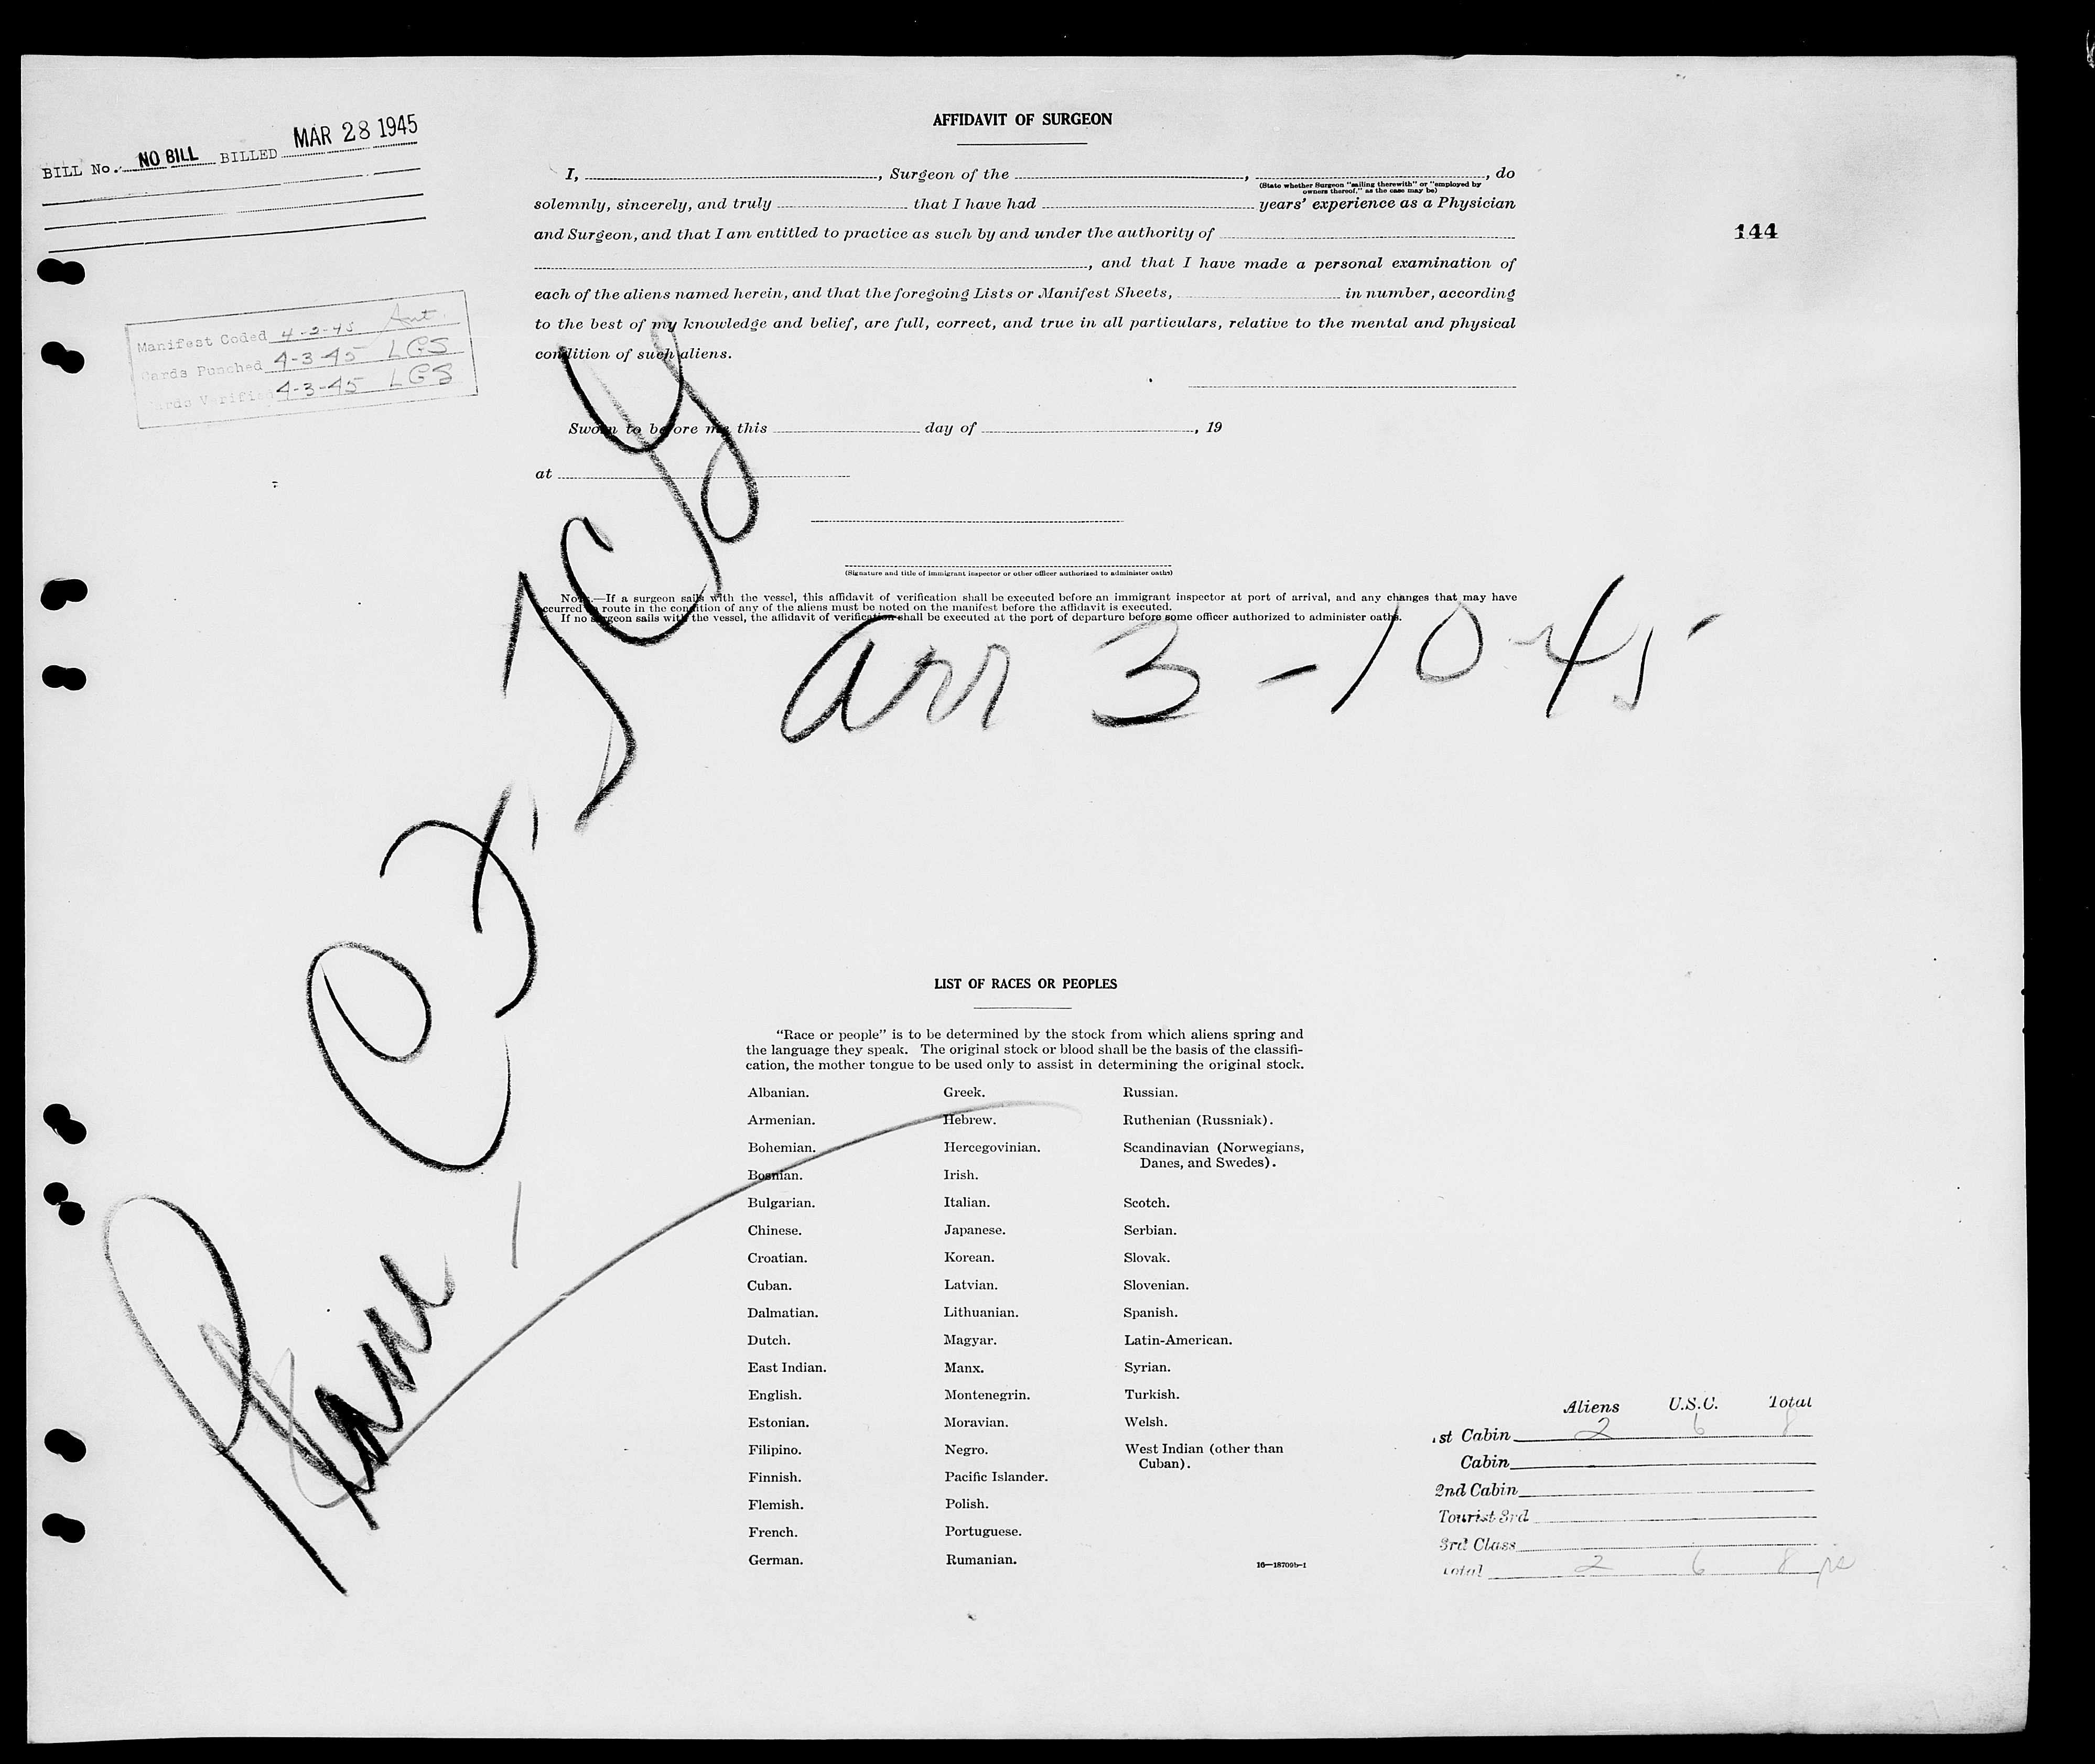 BILL No. NO BILL BILLED MAR 28 1945
Manifest Coded 4-2-45
Cards Punched 4-3-45 LGS
Cards Verified 4-3-45 LGS
144
AFFIDAVIT OF SURGEON
I, , Surgeon of the , , do
(State whether Surgeon "sailing therewith" or "employed by
owners thereof," as the case may be)
solemnly, sincerely, and truly that I have had years' experience as a Physician
and Surgeon, and that I am entitled to practice as such by and under the authority of
, and that I have made a personal examination of
each of the aliens named herein, and that the foregoing Lists or Manifest Sheets, in number, according
to the best of my knowledge and belief, are full, correct, and true in all particulars, relative to the mental and physical
condition of such aliens.
Sworn to before me this day of , 19
at
(Signature and title of immigrant inspector or other officer authorized to administer oaths)
NOTE.—If a surgeon sails with the vessel, this affidavit of verification shall be executed before an immigrant inspector at port of arrival, and any changes that may have
occurred in route in the condition of any of the aliens must be noted on the manifest before the affidavit is executed.
If no surgeon sails with the vessel, the affidavit of verification shall be executed at the port of departure before some officer authorized to administer oaths.
arr 3-10-45
Plane
LIST OF RACES OR PEOPLES
"Race or people" is to be determined by the stock from which aliens spring and
the language they speak. The original stock or blood shall be the basis of the classifi-
cation, the mother tongue to be used only to assist in determining the original stock.
Albanian.
Armenian.
Bohemian.
Bosnian.
Bulgarian.
Chinese.
Croatian.
Cuban.
Dalmatian.
Dutch.
East Indian.
English.
Estonian.
Filipino.
Finnish.
Flemish.
French.
German.
Greek.
Hebrew.
Hercegovinian.
Irish.
Italian.
Japanese.
Korean.
Latvian.
Lithuanian.
Magyar.
Manx.
Montenegrin.
Moravian.
Negro.
Pacific Islander.
Polish.
Portuguese.
Rumanian.
Russian.
Ruthenian (Russniak).
Scandinavian (Norwegians,
Danes, and Swedes).
Scotch.
Serbian.
Slovak.
Slovenian.
Spanish.
Latin-American.
Syrian.
Turkish.
Welsh.
West Indian (other than
Cuban).
16—18709b-1
Aliens U.S.C. Total
1st Cabin 2 6 8
Cabin
2nd Cabin
Tourist 3rd
3rd Class
Total 2 6 8